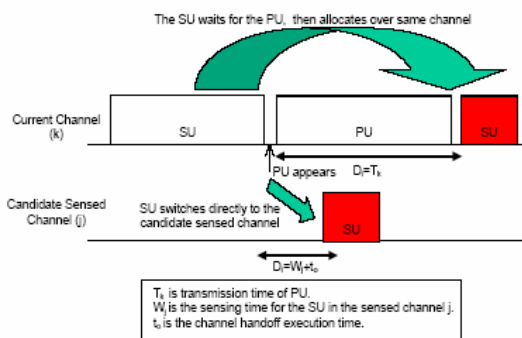 The SU waits for the PU, then allocates over same channel
Current Channel
(k)
SU
PU
SU
PU appears
Dᵢ=Tₖ
Candidate Sensed
Channel (j)
SU switches directly to the
candidate sensed channel
SU
Dᵢ=Wⱼ+tₒ
Tₖ is transmission time of PU.
Wⱼ is the sensing time for the SU in the sensed channel j.
tₒ is the channel handoff execution time.